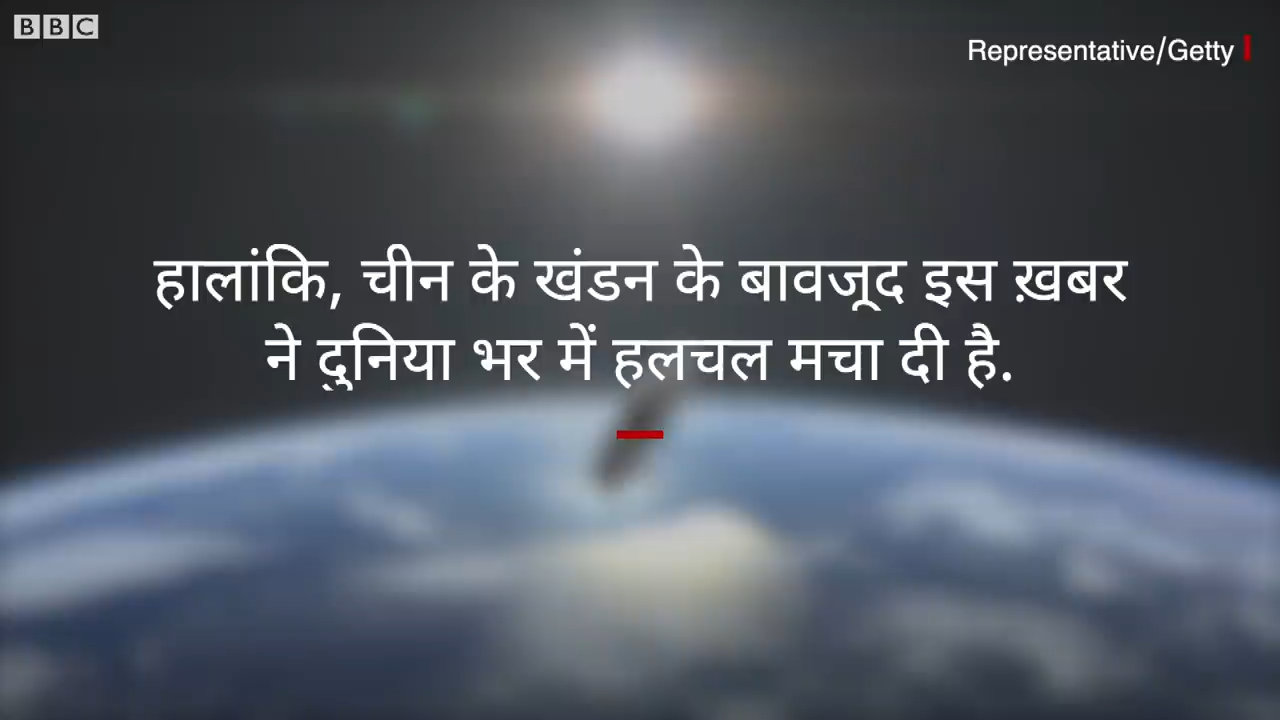 BBC
Representative/Getty
हालांकि, चीन के खंडन के बावजूद इस ख़बर
ने दुनिया भर में हलचल मचा दी है.